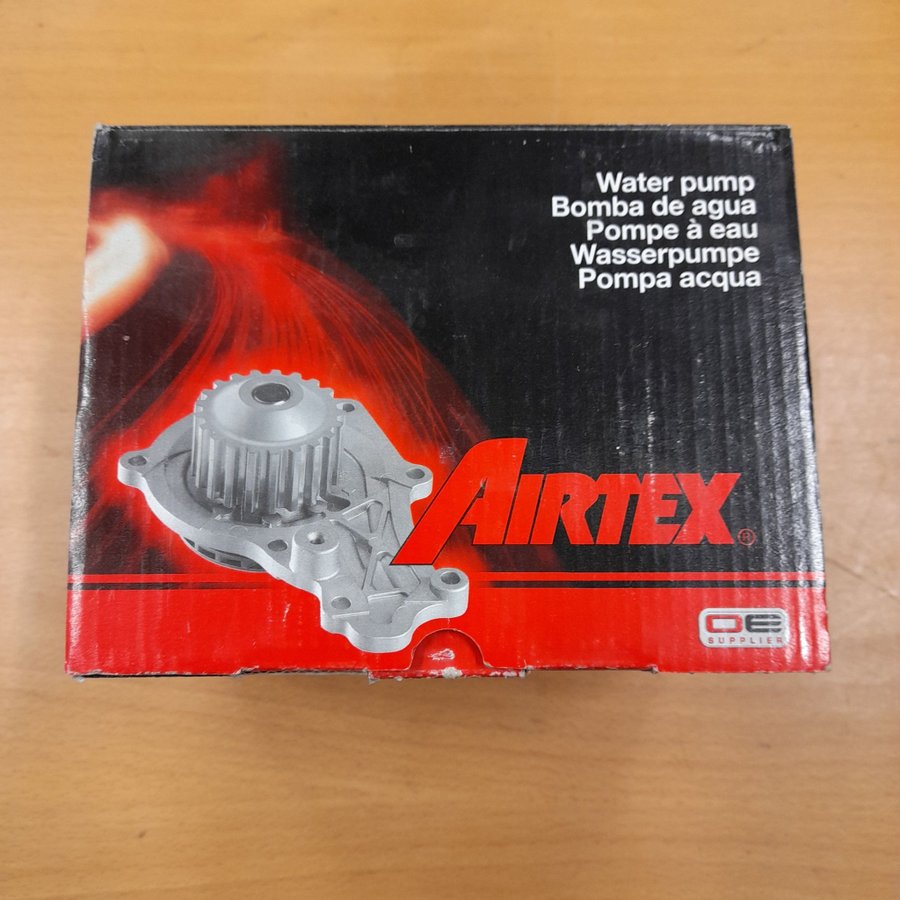 Water pump
Bomba de agua
Pompe à eau
Wasserpumpe
Pompa acqua
AIRTEX®
OE
SUPPLIER